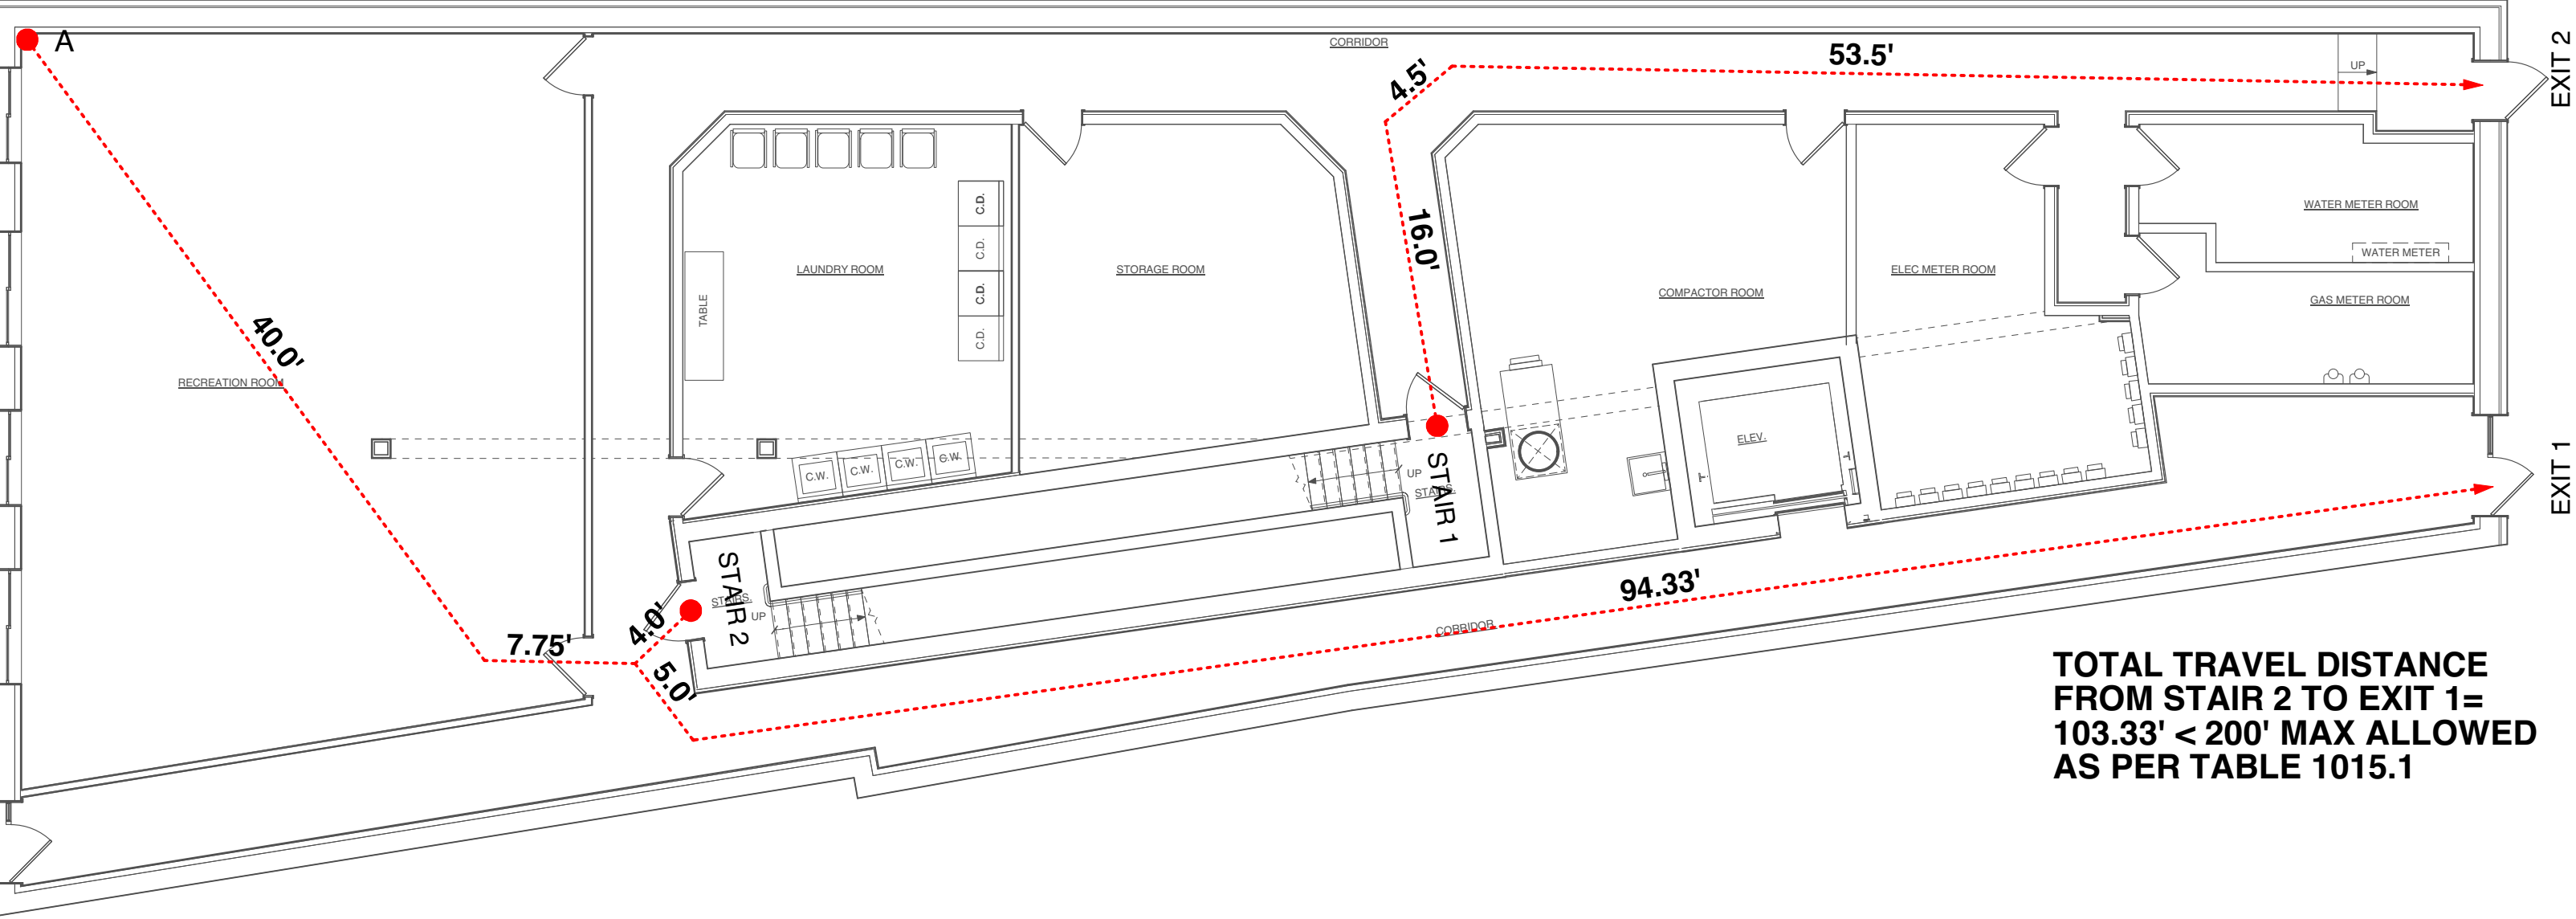 A
CORRIDOR
4.5'
53.5'
UP
EXIT 2
16.0'
C.D.
C.D.
C.D.
C.D.
TABLE
LAUNDRY ROOM
STORAGE ROOM
COMPACTOR ROOM
ELEC METER ROOM
WATER METER ROOM
WATER METER
GAS METER ROOM
40.0'
RECREATION ROOM
C.W.
C.W.
C.W.
C.W.
UP
STAIRS
STAIR 1
ELEV.
EXIT 1
STAIR 2
STAIRS
UP
4.0'
7.75'
5.0'
94.33'
CORRIDOR
TOTAL TRAVEL DISTANCE
FROM STAIR 2 TO EXIT 1=
103.33' < 200' MAX ALLOWED
AS PER TABLE 1015.1